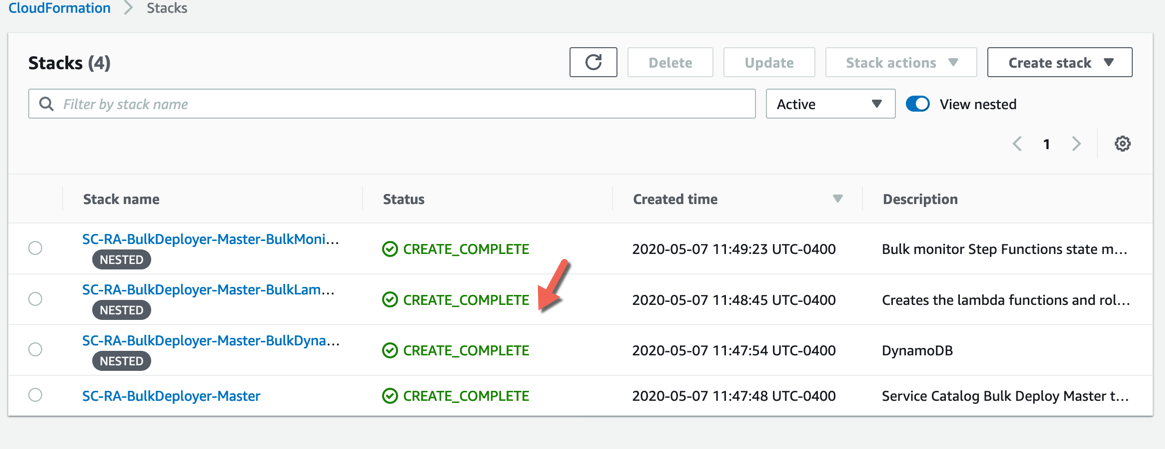 CloudFormation > Stacks
Stacks (4)
Delete
Update
Stack actions
Create stack
Filter by stack name
Active
View nested
1
Stack name Status Created time Description
SC-RA-BulkDeployer-Master-BulkMoni...
NESTED
CREATE_COMPLETE 2020-05-07 11:49:23 UTC-0400 Bulk monitor Step Functions state m...
SC-RA-BulkDeployer-Master-BulkLam...
NESTED
CREATE_COMPLETE 2020-05-07 11:48:45 UTC-0400 Creates the lambda functions and rol...
SC-RA-BulkDeployer-Master-BulkDyna...
NESTED
CREATE_COMPLETE 2020-05-07 11:47:54 UTC-0400 DynamoDB
SC-RA-BulkDeployer-Master CREATE_COMPLETE 2020-05-07 11:47:48 UTC-0400 Service Catalog Bulk Deploy Master t...